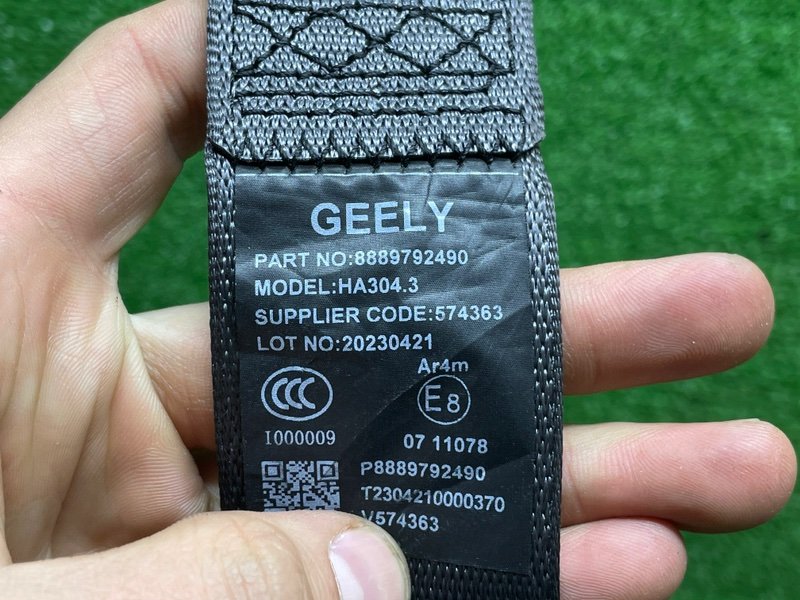 GEELY
PART NO:8889792490
MODEL:HA304.3
SUPPLIER CODE:574363
LOT NO:20230421
Ar4m
CCC
E8
I000009
07 11078
P8889792490
T2304210000370
V574363